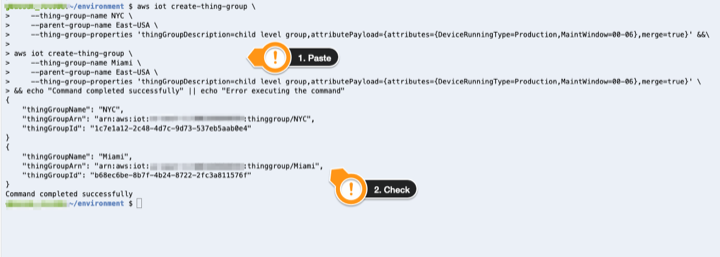 ~/environment $ aws iot create-thing-group \
> --thing-group-name NYC \
> --parent-group-name East-USA \
> --thing-group-properties 'thingGroupDescription=child level group,attributePayload={attributes={DeviceRunningType=Production,MaintWindow=00-06},merge=true}' &&\
>
> aws iot create-thing-group \
> --thing-group-name Miami \
> --parent-group-name East-USA \
> --thing-group-properties 'thingGroupDescription=child level group,attributePayload={attributes={DeviceRunningType=Production,MaintWindow=00-06},merge=true}' \
> && echo "Command completed successfully" || echo "Error executing the command"
1. Paste
{
"thingGroupName": "NYC",
"thingGroupArn": "arn:aws:iot: :thinggroup/NYC",
"thingGroupId": "1c7e1a12-2c48-4d7c-9d73-537eb5aab0e4"
}
{
"thingGroupName": "Miami",
"thingGroupArn": "arn:aws:iot: :thinggroup/Miami",
"thingGroupId": "b68ec6be-8b7f-4b24-8722-2fc3a811576f"
}
2. Check
Command completed successfully
~/environment $